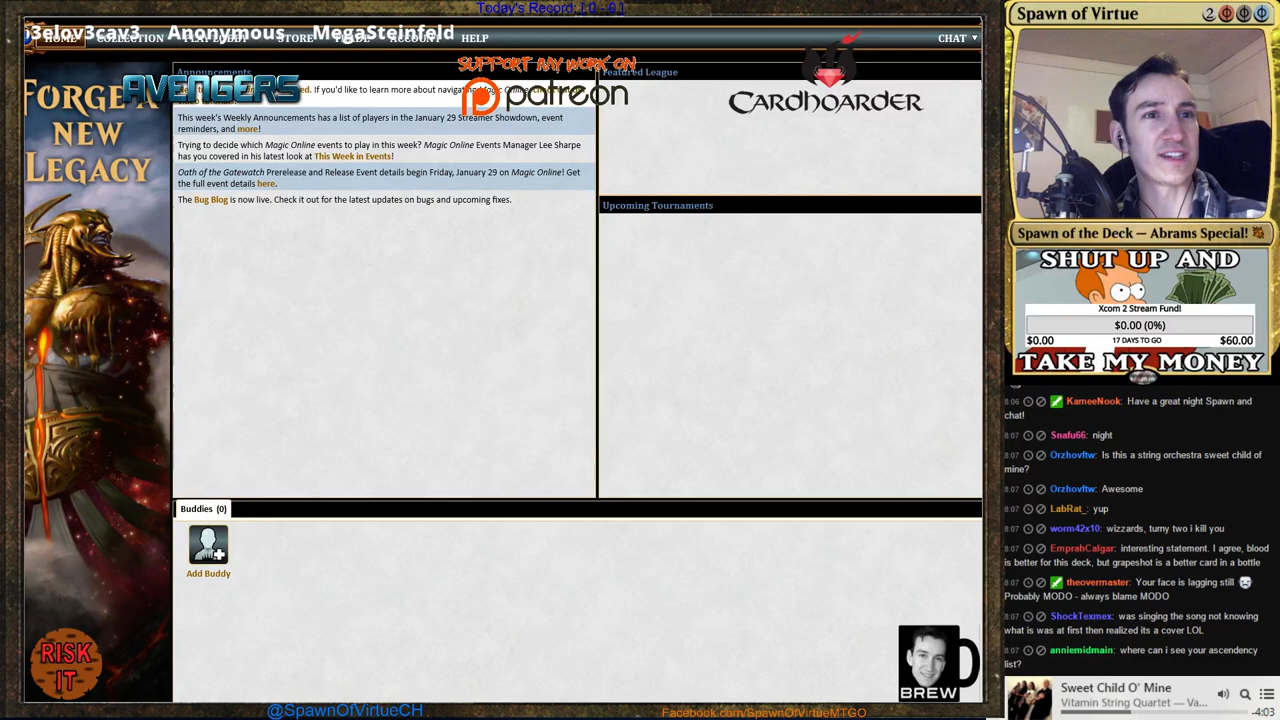 Today's Record: [ 0 - 0 ]
Anonymous MegaSteinfeld
HOME COLLECTION STORE TRADE ACCOUNT HELP
CHAT
FORGE A
NEW
LEGACY
AVENGERS
Announcements
If you'd like to learn more about
This week's Weekly Announcements has a list of players in the January 29 Streamer Showdown, event
reminders, and more!
Trying to decide which Magic Online events to play in this week? Magic Online Events Manager Lee Sharpe
has you covered in his latest look at This Week in Events!
Oath of the Gatewatch Prerelease and Release Event details begin Friday, January 29 on Magic Online! Get
the full event details here.
The Bug Blog is now live. Check it out for the latest updates on bugs and upcoming fixes.
SUPPORT MY WORK ON
patreon
Featured League
CARDHOARDER
Upcoming Tournaments
Buddies (0)
Add Buddy
RISK
IT
BREW
@SpawnOfVirtueCH
Facebook.com/SpawnOfVirtueMTGO
Spawn of Virtue 2
Spawn of the Deck — Abrams Special!
SHUT UP AND
Xcom 2 Stream Fund!
$0.00 (0%)
$0.00 17 DAYS TO GO $60.00
TAKE MY MONEY
8:06 KameeNook: Have a great night Spawn and
chat!
8:07 Snafu66: night
8:07 Orzhovftw: Is this a string orchestra sweet child of
mine?
8:07 Orzhovftw: Awesome
8:07 LabRat_: yup
8:07 worm42x10: wizzards, turny two i kill you
8:07 EmprahCalgar: interesting statement. I agree, blood
is better for this deck, but grapeshot is a better card in a bottle
8:07 theovermaster: Your face is lagging still
Probably MODO - always blame MODO
8:07 ShockTexmex: was singing the song not knowing
what is was at first then realized its a cover LOL
8:07 anniemidmain: where can i see your ascendency
list?
Sweet Child O' Mine
Vitamin String Quartet — Va...
-4:03